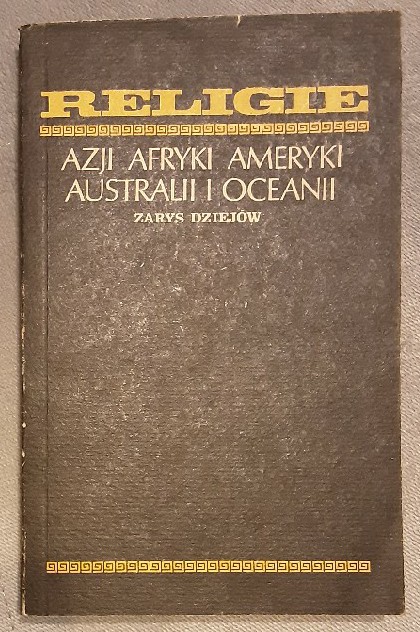 RELIGIE
AZJI AFRYKI AMERYKI
AUSTRALII I OCEANII
ZARYS DZIEJÓW